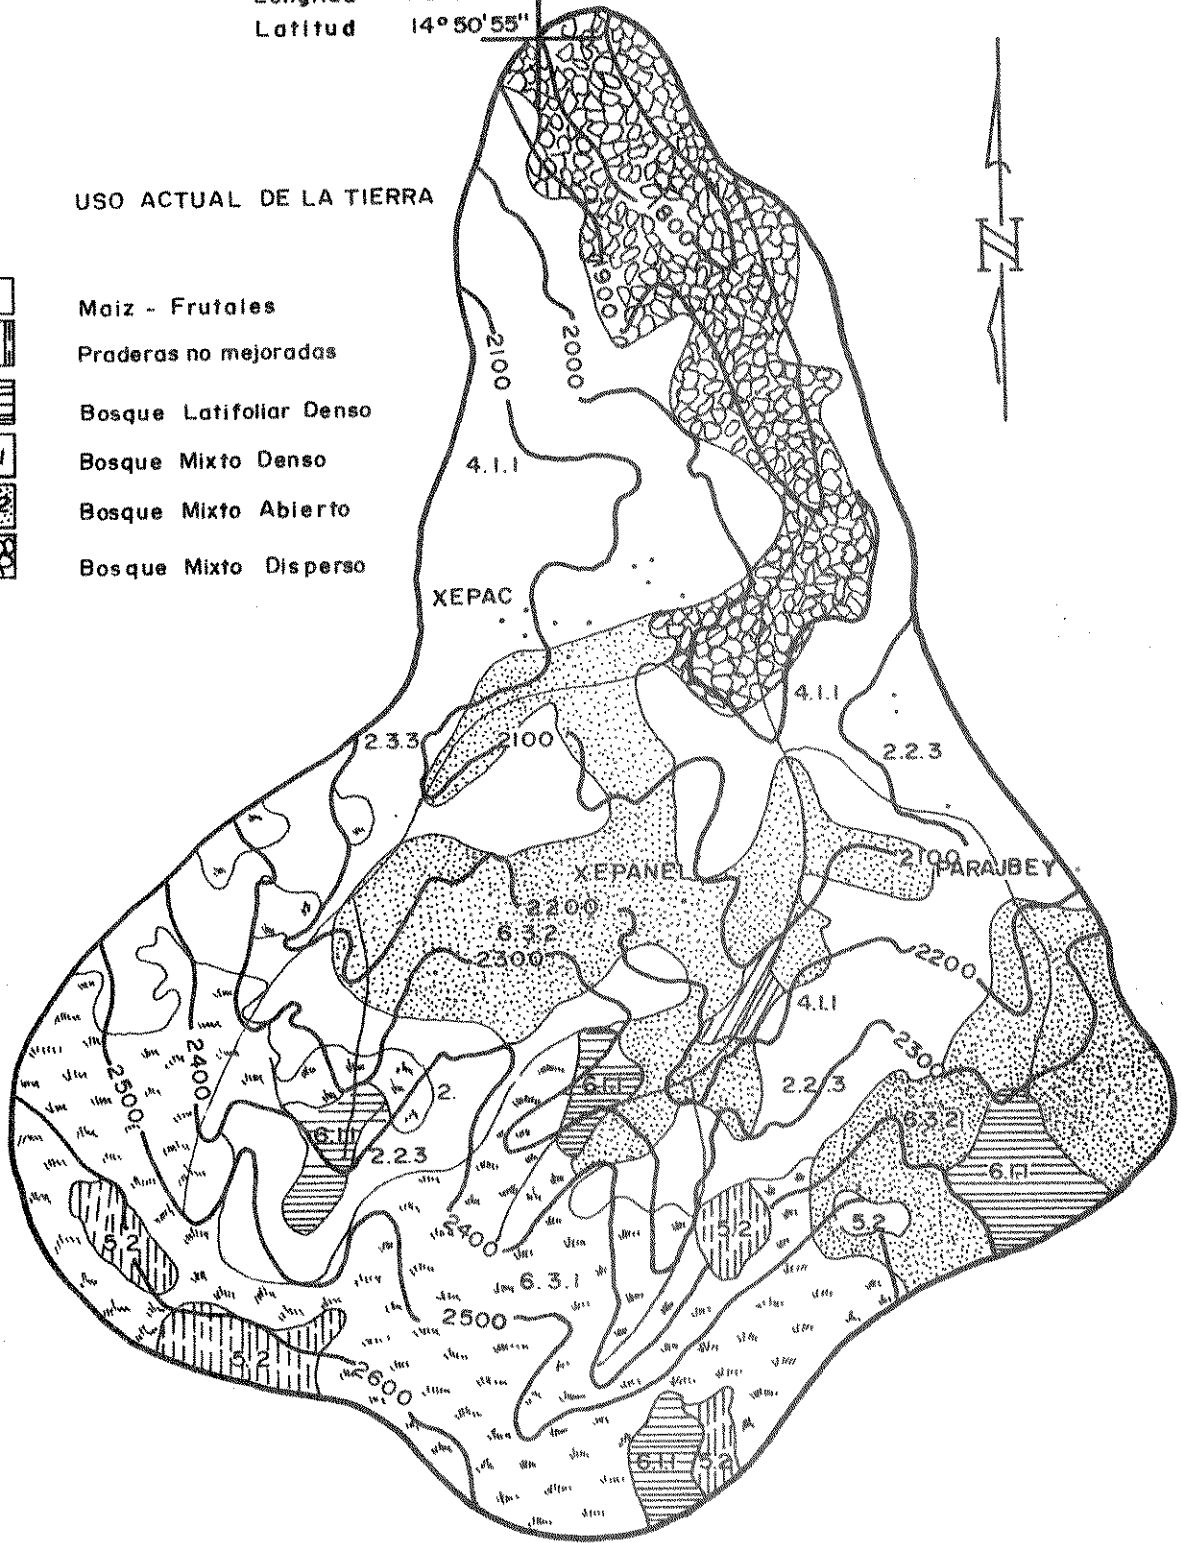 Latitud 14°50'55"
USO ACTUAL DE LA TIERRA
Maiz - Frutales
Praderas no mejoradas
Bosque Latifoliar Denso
Bosque Mixto Denso
Bosque Mixto Abierto
Bosque Mixto Disperso
N
1800
1900
2000
2100
4.1.1
XEPAC
4.1.1
2.3.3
2100
2.2.3
XEPANEL
2100
PARAJBEY
2200
6.3.2
2300
2200
4.1.1
2400
2500
2300
6.1.1
2.2.3
2.
6.1.1
2.2.3
6.3.2
6.1.1
5.2
2400
5.2
5.2
6.3.1
2500
5.2
2600
6.1.1
5.2